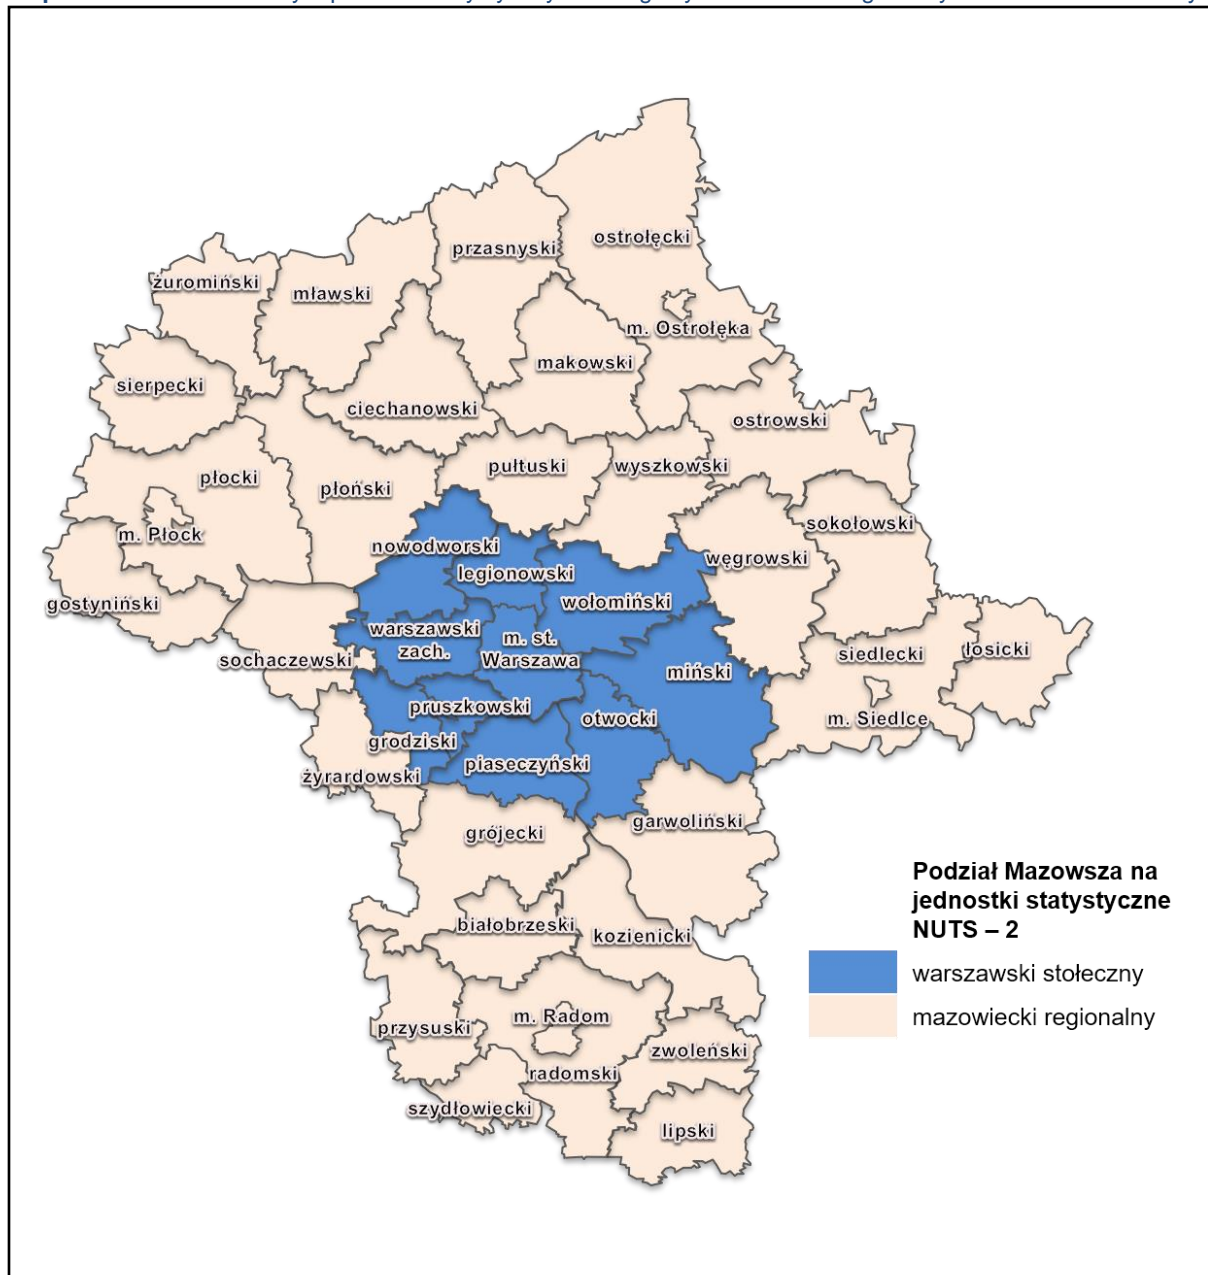 ostrołęcki
przasnyski
żuromiński
mławski
m. Ostrołęka
makowski
sierpecki
ciechanowski
ostrowski
pułtuski
wyszkowski
płocki
płoński
sokołowski
m. Płock
nowodworski
węgrowski
legionowski
gostyniński
wołomiński
warszawski
zach.
m. st.
Warszawa
sochaczewski
siedlecki
łosicki
miński
pruszkowski
otwocki
m. Siedlce
grodziski
piaseczyński
żyrardowski
garwoliński
grójecki
białobrzeski
kozienicki
Podział Mazowsza na
jednostki statystyczne
NUTS – 2
warszawski stołeczny
mazowiecki regionalny
m. Radom
przysuski
zwoleński
radomski
szydłowiecki
lipski